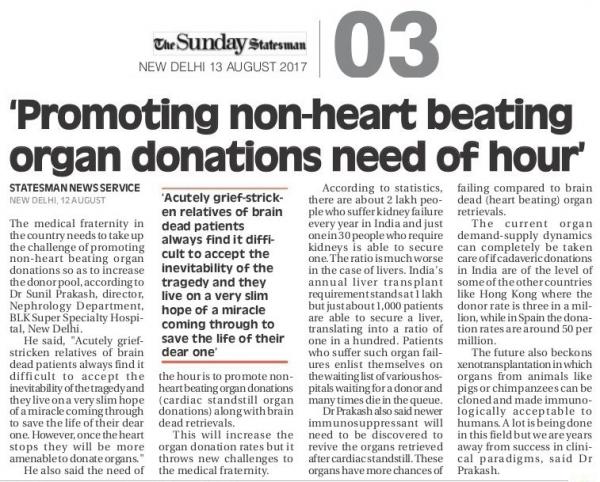 The Sunday Statesman
NEW DELHI 13 AUGUST 2017
03
'Promoting non-heart beating
organ donations need of hour'
STATESMAN NEWS SERVICE
NEW DELHI, 12 AUGUST
The medical fraternity in
the country needs to take up
the challenge of promoting
non-heart beating organ
donations so as to increase
the donor pool, according to
Dr Sunil Prakash, director,
Nephrology Department,
BLK Super Specialty Hospi-
tal, New Delhi.
He said, "Acutely grief-
stricken relatives of brain
dead patients always find it
difficult to accept the
inevitability of the tragedy and
they live on a very slim hope
of a miracle coming through
to save the life of their dear
one. However, once the heart
stops they will be more
amenable to donate organs."
He also said the need of
'Acutely grief-strick-
en relatives of brain
dead patients
always find it diffi-
cult to accept the
inevitability of the
tragedy and they
live on a very slim
hope of a miracle
coming through to
save the life of their
dear one'
the hour is to promote non-
heart beating organ donations
(cardiac standstill organ
donations) along with brain
dead retrievals.
This will increase the
organ donation rates but it
throws new challenges to
the medical fraternity.
According to statistics,
there are about 2 lakh peo-
ple who suffer kidney failure
every year in India and just
one in 30 people who require
kidneys is able to secure
one. The ratio is much worse
in the case of livers. India's
annual liver transplant
requirement stands at 1 lakh
but just about 1,000 patients
are able to secure a liver,
translating into a ratio of
one in a hundred. Patients
who suffer such organ fail-
ures enlist themselves on
the waiting list of various hos-
pitals waiting for a donor and
many times die in the queue.
Dr Prakash also said newer
immunosuppressant will
need to be discovered to
revive the organs retrieved
after cardiac standstill. These
organs have more chances of
failing compared to brain
dead (heart beating) organ
retrievals.
The current organ
demand-supply dynamics
can completely be taken
care of if cadaveric donations
in India are of the level of
some of the other countries
like Hong Kong where the
donor rate is three in a mil-
lion, while in Spain the dona-
tion rates are around 50 per
million.
The future also beckons
xenotransplantation in which
organs from animals like
pigs or chimpanzees can be
cloned and made immuno-
logically acceptable to
humans. A lot is being done
in this field but we are years
away from success in clini-
cal paradigms, said Dr
Prakash.